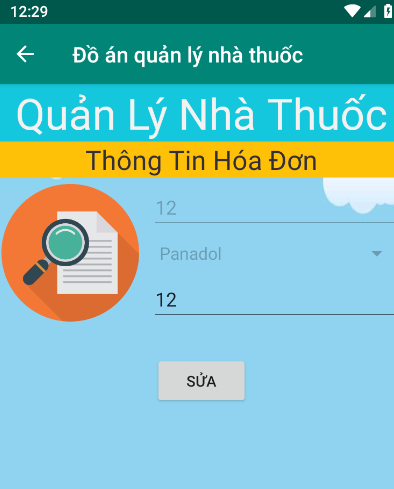 12:29
Đồ án quản lý nhà thuốc
Quản Lý Nhà Thuốc
Thông Tin Hóa Đơn
12
Panadol
12
SỬA